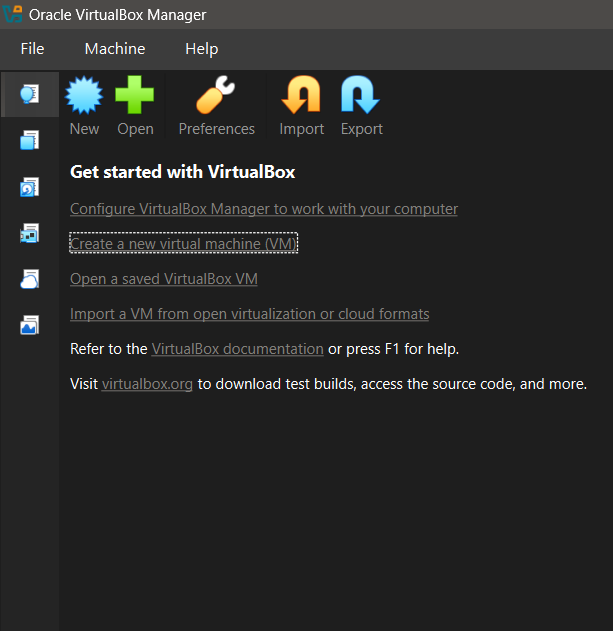 Oracle VirtualBox Manager
File Machine Help
New Open Preferences Import Export
Get started with VirtualBox
Configure VirtualBox Manager to work with your computer
Create a new virtual machine (VM)
Open a saved VirtualBox VM
Import a VM from open virtualization or cloud formats
Refer to the VirtualBox documentation or press F1 for help.
Visit virtualbox.org to download test builds, access the source code, and more.